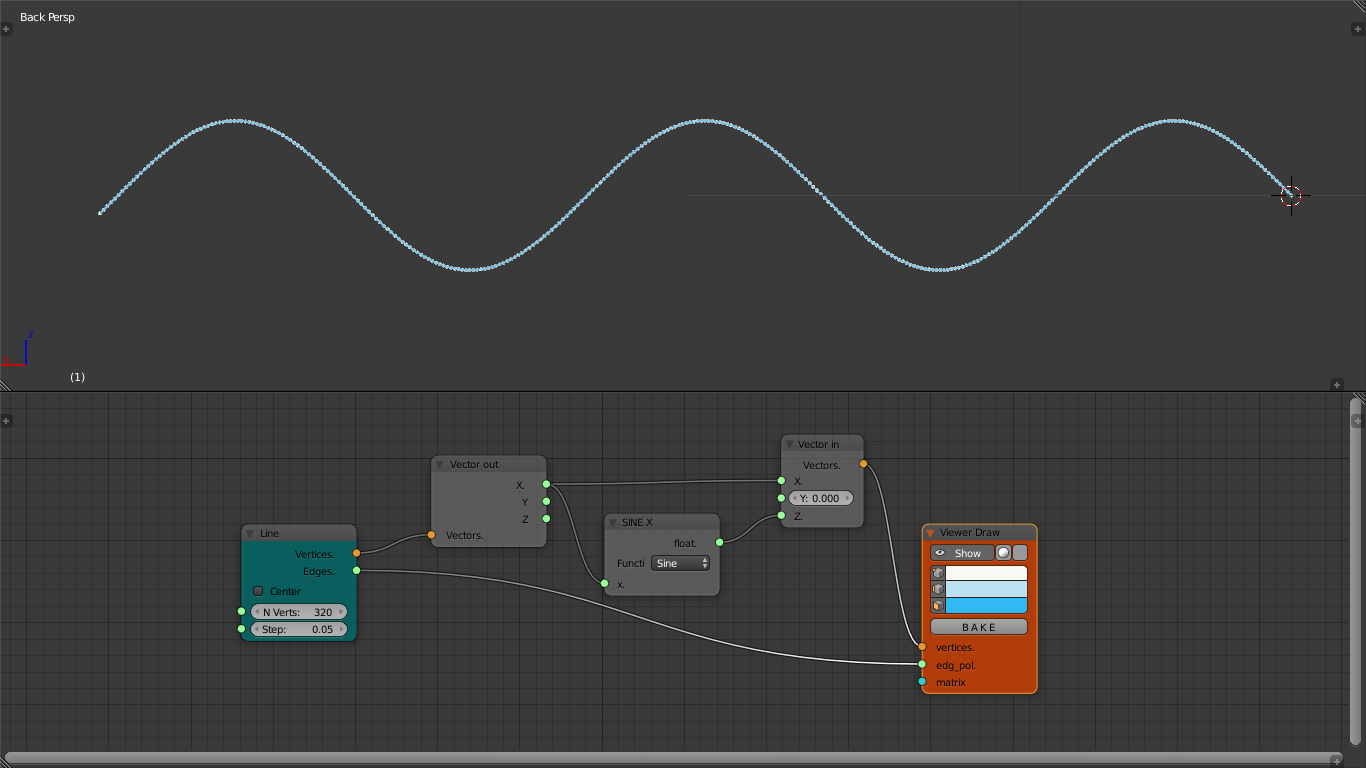 Back Persp
z
(1)
Vector out
X.
Y
Z
Vectors.
Line
Vertices.
Edges.
Center
N Verts: 320
Step: 0.05
SINE X
float.
Functi Sine
x.
Vector in
Vectors.
X.
Y: 0.000
Z.
Viewer Draw
Show
BAKE
vertices.
edg_pol.
matrix